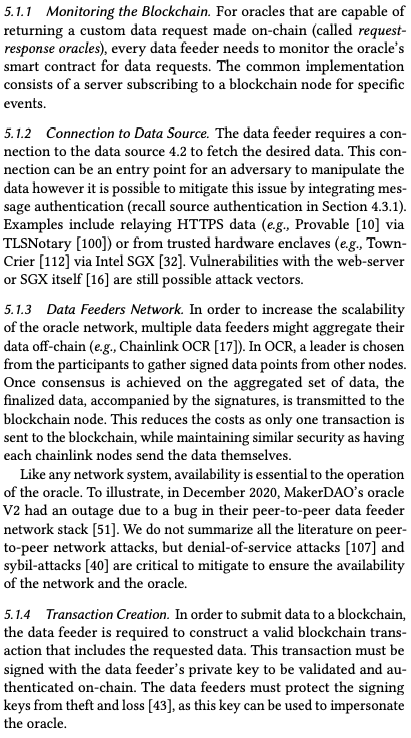 5.1.1 Monitoring the Blockchain. For oracles that are capable of
returning a custom data request made on-chain (called request-
response oracles), every data feeder needs to monitor the oracle's
smart contract for data requests. The common implementation
consists of a server subscribing to a blockchain node for specific
events.
5.1.2 Connection to Data Source. The data feeder requires a con-
nection to the data source 4.2 to fetch the desired data. This con-
nection can be an entry point for an adversary to manipulate the
data however it is possible to mitigate this issue by integrating mes-
sage authentication (recall source authentication in Section 4.3.1).
Examples include relaying HTTPS data (e.g., Provable [10] via
TLSNotary [100]) or from trusted hardware enclaves (e.g., Town-
Crier [112] via Intel SGX [32]. Vulnerabilities with the web-server
or SGX itself [16] are still possible attack vectors.
5.1.3 Data Feeders Network. In order to increase the scalability
of the oracle network, multiple data feeders might aggregate their
data off-chain (e.g., Chainlink OCR [17]). In OCR, a leader is chosen
from the participants to gather signed data points from other nodes.
Once consensus is achieved on the aggregated set of data, the
finalized data, accompanied by the signatures, is transmitted to the
blockchain node. This reduces the costs as only one transaction is
sent to the blockchain, while maintaining similar security as having
each chainlink nodes send the data themselves.
Like any network system, availability is essential to the operation
of the oracle. To illustrate, in December 2020, MakerDAO's oracle
V2 had an outage due to a bug in their peer-to-peer data feeder
network stack [51]. We do not summarize all the literature on peer-
to-peer network attacks, but denial-of-service attacks [107] and
sybil-attacks [40] are critical to mitigate to ensure the availability
of the network and the oracle.
5.1.4 Transaction Creation. In order to submit data to a blockchain,
the data feeder is required to construct a valid blockchain trans-
action that includes the requested data. This transaction must be
signed with the data feeder's private key to be validated and au-
thenticated on-chain. The data feeders must protect the signing
keys from theft and loss [43], as this key can be used to impersonate
the oracle.